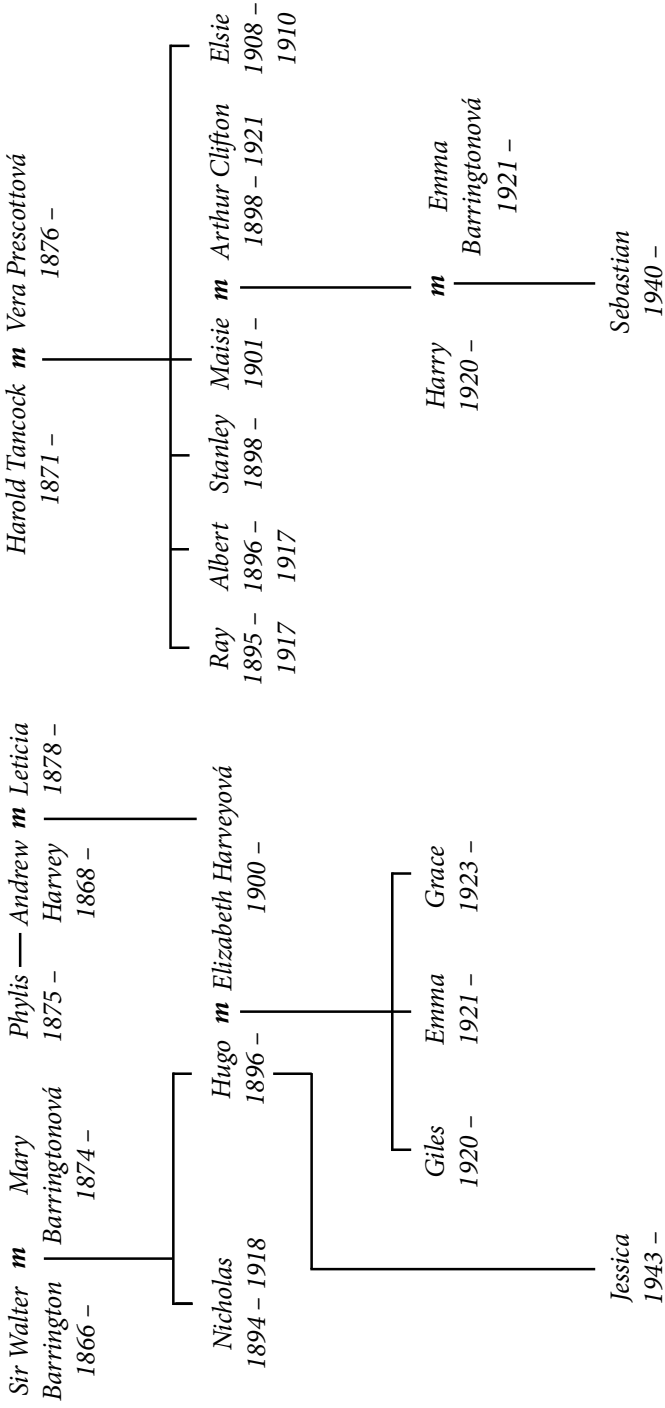 Sir Walter m Mary
Barrington Barringtonová
1866 – 1874 –
Phylis — Andrew m Leticia
1875 – Harvey 1878 –
1868 –
Nicholas
1894 – 1918
Hugo m Elizabeth Harveyová
1896 – 1900 –
Giles Emma Grace
1920 – 1921 – 1923 –
Jessica
1943 –
Harold Tancock m Vera Prescottová
1871 – 1876 –
Ray Albert Stanley Maisie m Arthur Clifton Elsie
1895 – 1896 – 1898 – 1901 – 1898 – 1921 1908 –
1917 1917 1910
Harry m Emma
1920 – Barringtonová
1921 –
Sebastian
1940 –